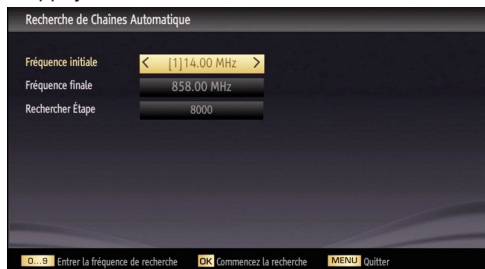 Recherche de Chaînes Automatique
Fréquence initiale < [1]14.00 MHz >
Fréquence finale 858.00 MHz
Rechercher Étape 8000
0...9 Entrer la fréquence de recherche OK Commencez la recherche MENU Quitter